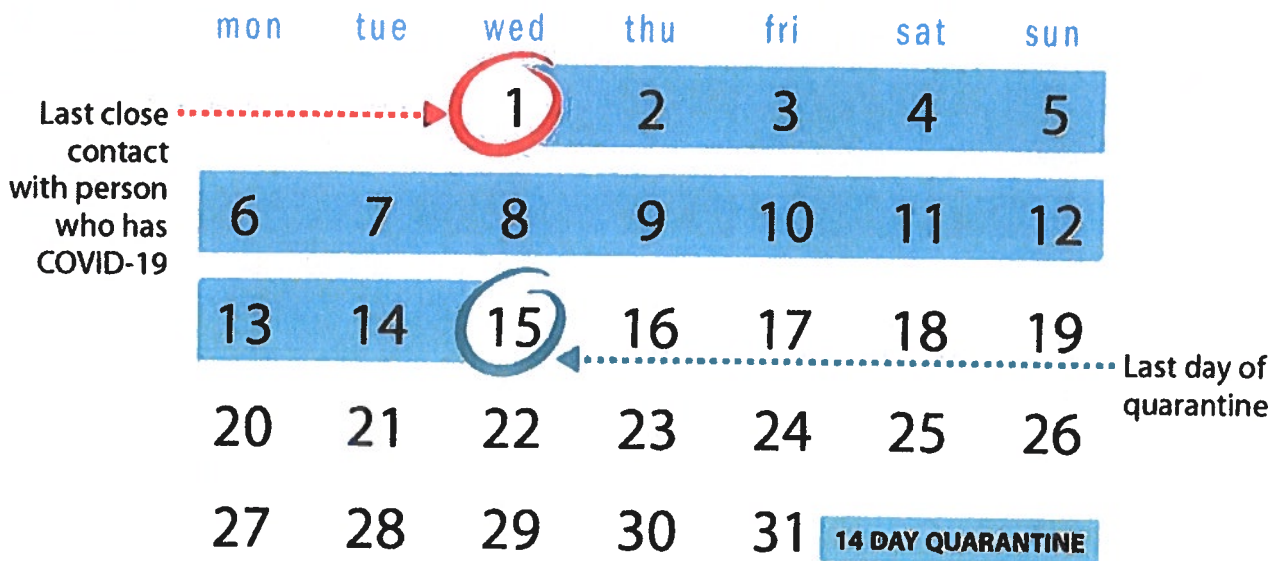 mon tue wed thu fri sat sun
1 2 3 4 5
Last close
contact
with person
who has
COVID-19
6 7 8 9 10 11 12
13 14 15 16 17 18 19
Last day of
quarantine
20 21 22 23 24 25 26
27 28 29 30 31
14 DAY QUARANTINE